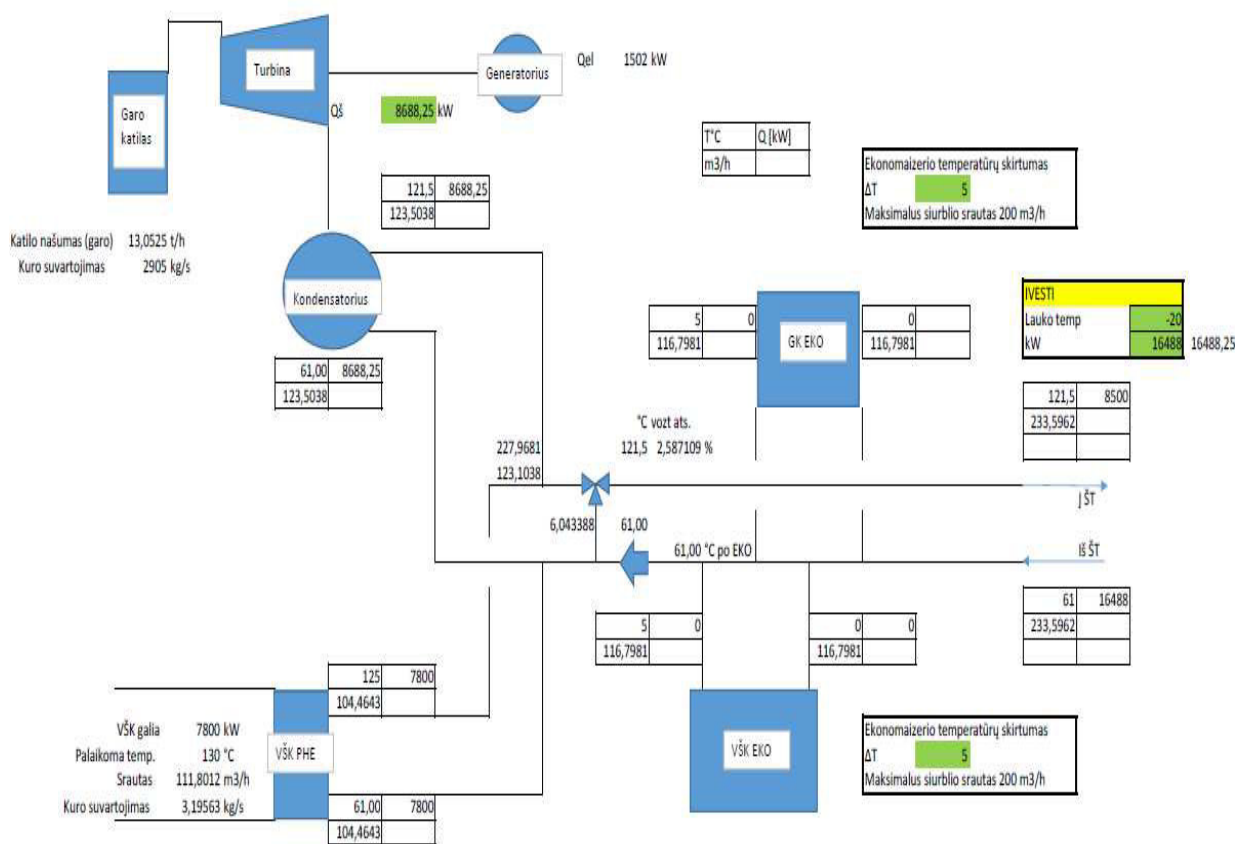 Turbina
Generatorius
Qel 1502 kW
Qš 8688,25 kW
Garo
katilas
T°C Q [kW]
m3/h
Ekonomaizerio temperatūrų skirtumas
ΔT 5
Maksimalus siurblio srautas 200 m3/h
121,5 8688,25
123,5038
Katilo našumas (garo) 13,0525 t/h
Kuro suvartojimas 2905 kg/s
Kondensatorius
61,00 8688,25
123,5038
5 0
116,7981
GK EKO
0
116,7981
IVESTI
Lauko temp -20
kW 16488 16488,25
121,5 8500
233,5962
°C vozt ats.
121,5 2,587109 %
227,9681
123,1038
Į ŠT
6,043388 61,00
61,00 °C po EKO
Iš ŠT
61 16488
233,5962
5 0
116,7981
0 0
116,7981
125 7800
104,4643
VŠK galia 7800 kW
Palaikoma temp. 130 °C
Srautas 111,8012 m3/h
Kuro suvartojimas 3,19563 kg/s
VŠK PHE
61,00 7800
104,4643
VŠK EKO
Ekonomaizerio temperatūrų skirtumas
ΔT 5
Maksimalus siurblio srautas 200 m3/h